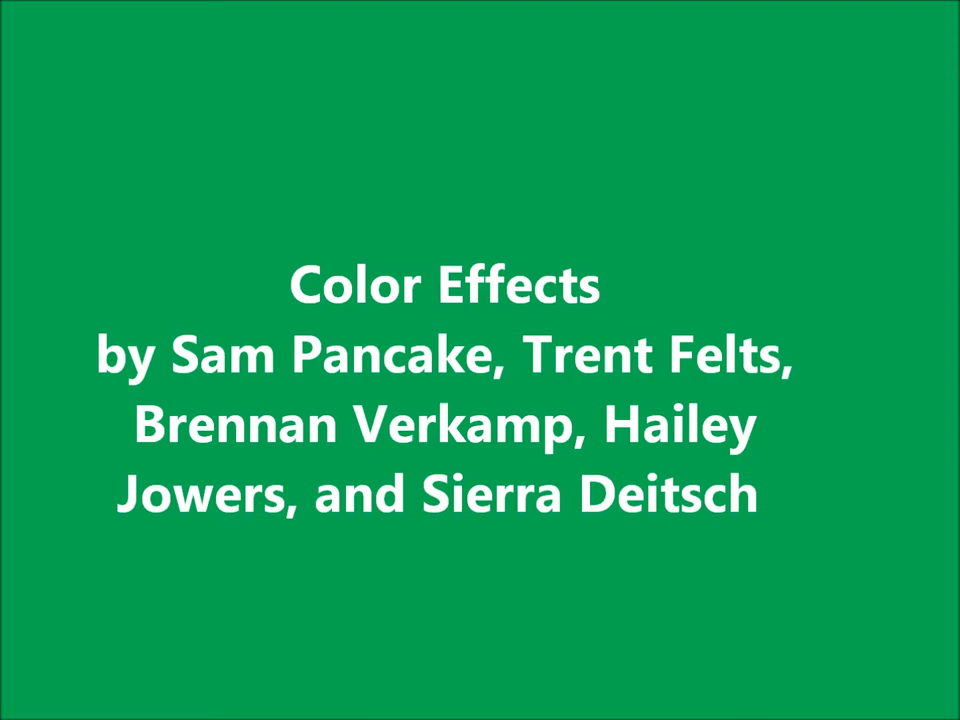 Color Effects
by Sam Pancake, Trent Felts,
Brennan Verkamp, Hailey
Jowers, and Sierra Deitsch